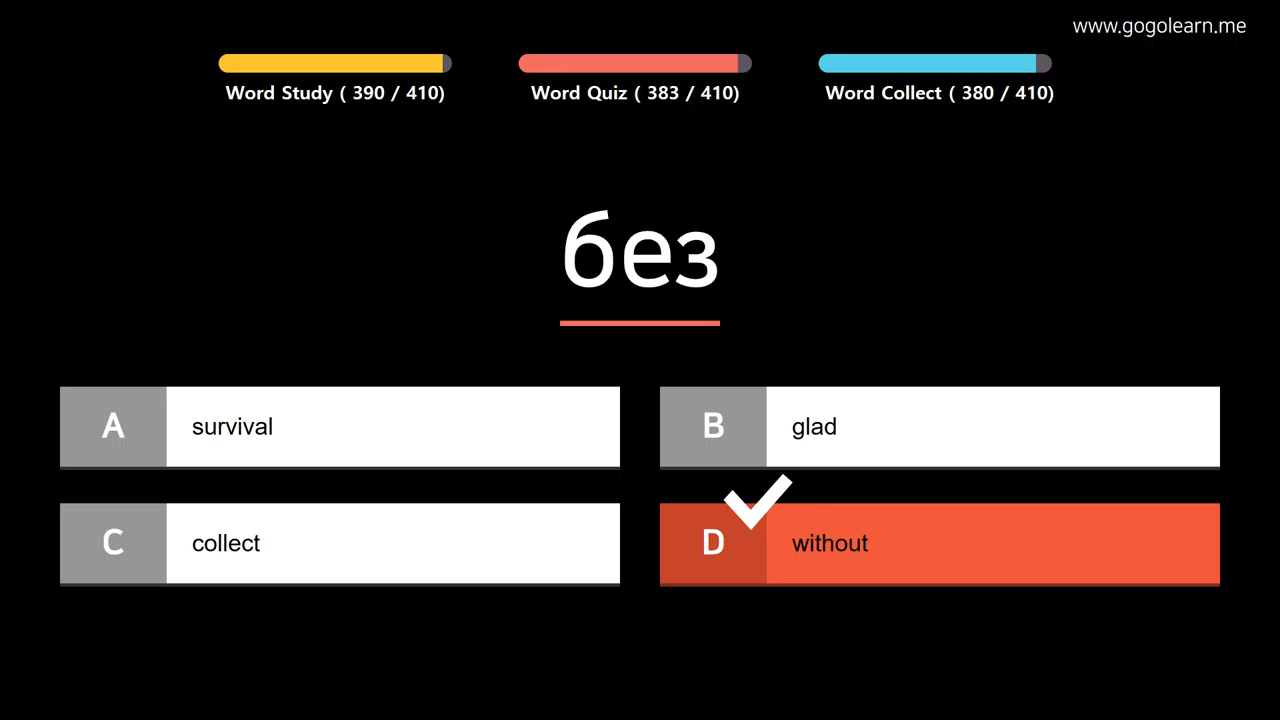 www.gogolearn.me
Word Study ( 390 / 410)
Word Quiz ( 383 / 410)
Word Collect ( 380 / 410)
без
A survival
B glad
C collect
D without